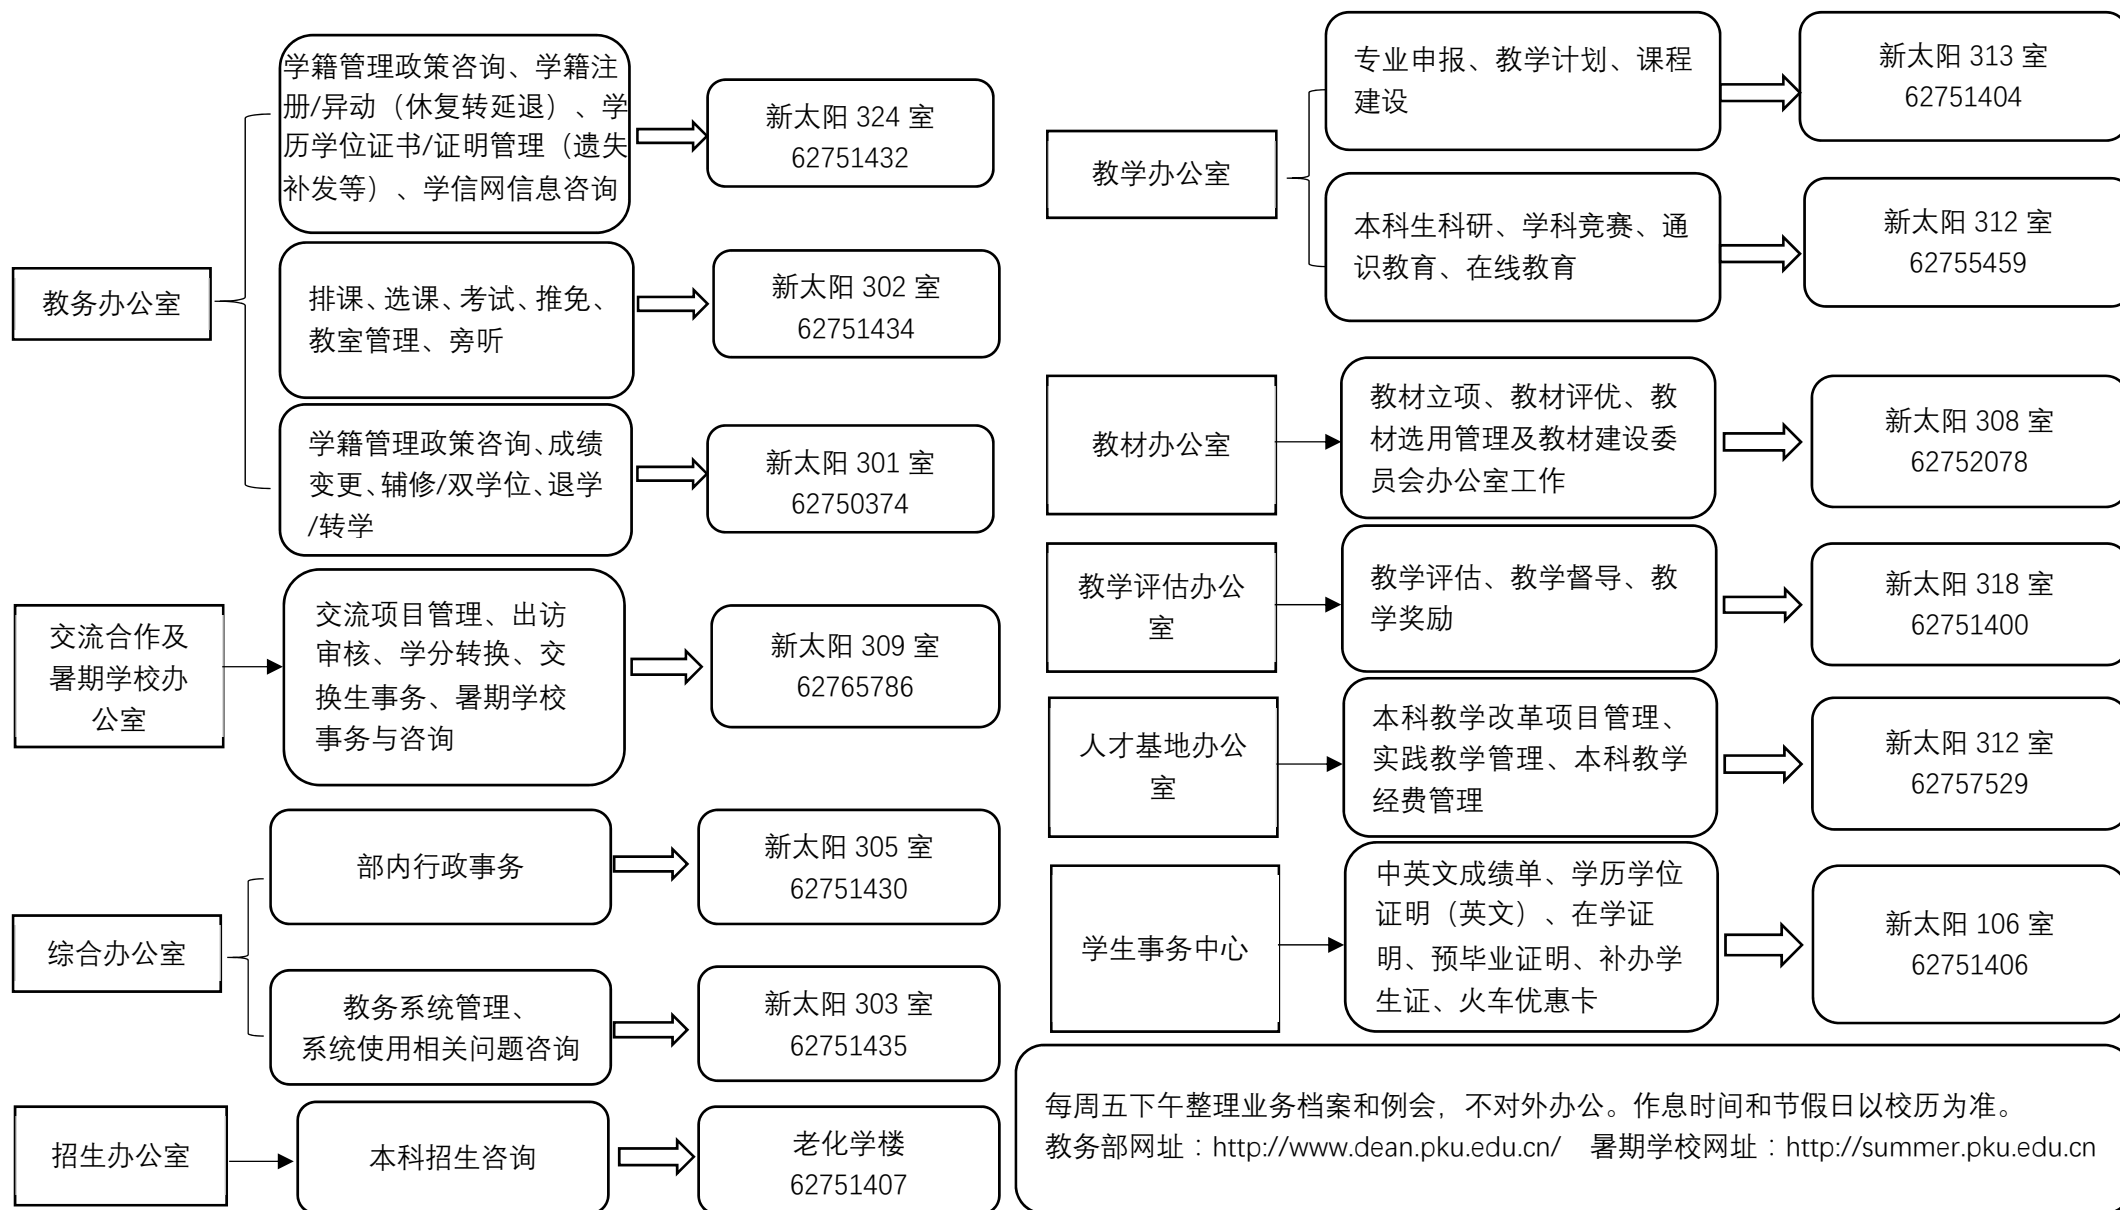 教务办公室
学籍管理政策咨询、学籍注
册/异动（休复转延退）、学
历学位证书/证明管理（遗失
补发等）、学信网信息咨询
新太阳 324 室
62751432
排课、选课、考试、推免、
教室管理、旁听
新太阳 302 室
62751434
学籍管理政策咨询、成绩
变更、辅修/双学位、退学
/转学
新太阳 301 室
62750374
交流合作及
暑期学校办
公室
交流项目管理、出访
审核、学分转换、交
换生事务、暑期学校
事务与咨询
新太阳 309 室
62765786
综合办公室
部内行政事务
新太阳 305 室
62751430
教务系统管理、
系统使用相关问题咨询
新太阳 303 室
62751435
招生办公室
本科招生咨询
老化学楼
62751407
教学办公室
专业申报、教学计划、课程
建设
新太阳 313 室
62751404
本科生科研、学科竞赛、通
识教育、在线教育
新太阳 312 室
62755459
教材办公室
教材立项、教材评优、教
材选用管理及教材建设委
员会办公室工作
新太阳 308 室
62752078
教学评估办公
室
教学评估、教学督导、教
学奖励
新太阳 318 室
62751400
人才基地办公
室
本科教学改革项目管理、
实践教学管理、本科教学
经费管理
新太阳 312 室
62757529
学生事务中心
中英文成绩单、学历学位
证明（英文）、在学证
明、预毕业证明、补办学
生证、火车优惠卡
新太阳 106 室
62751406
每周五下午整理业务档案和例会，不对外办公。作息时间和节假日以校历为准。
教务部网址：http://www.dean.pku.edu.cn/ 暑期学校网址：http://summer.pku.edu.cn